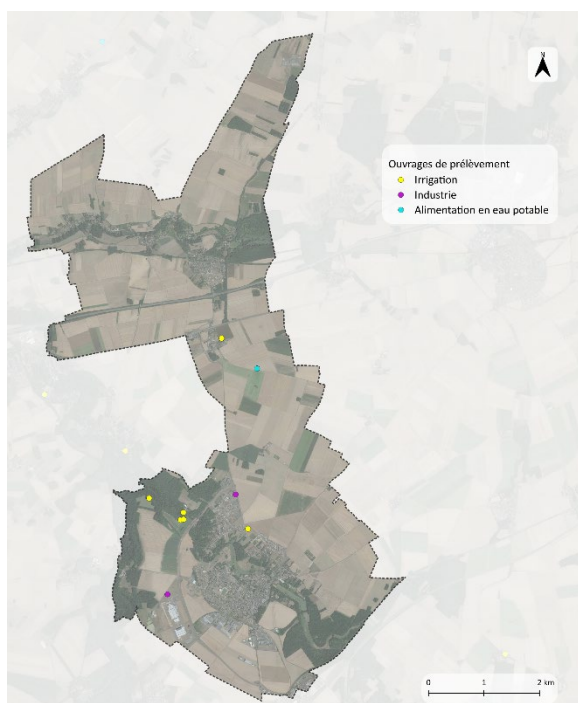 N
Ouvrages de prélèvement
Irrigation
Industrie
Alimentation en eau potable
0 1 2 km